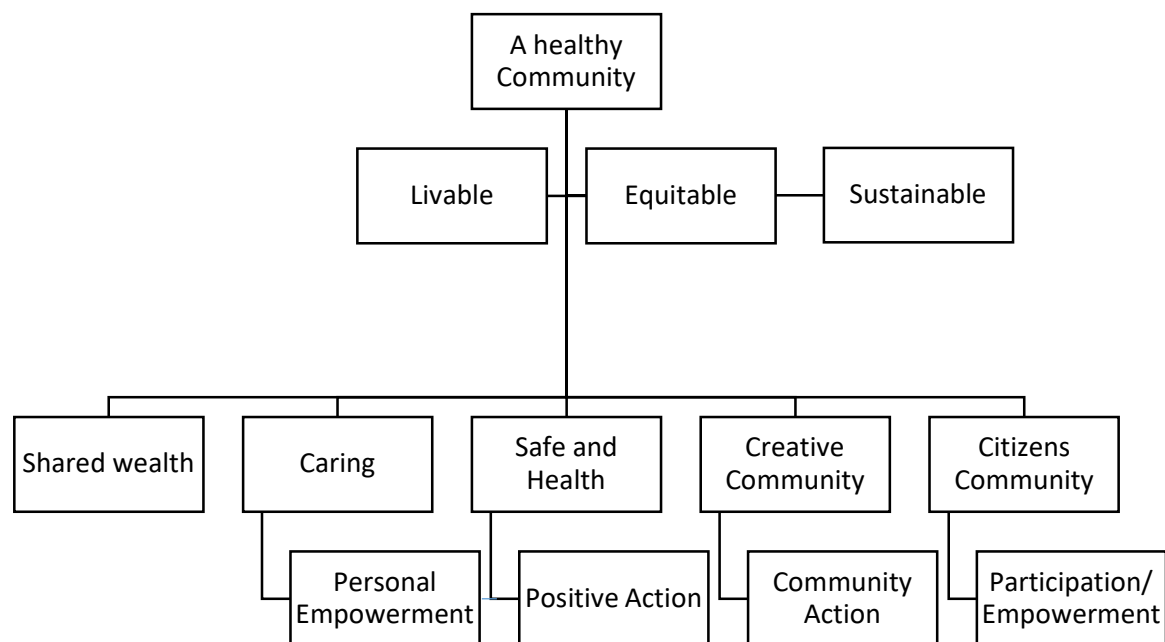 A healthy
Community
Livable
Equitable
Sustainable
Shared wealth
Caring
Safe and
Health
Creative
Community
Citizens
Community
Personal
Empowerment
Positive Action
Community
Action
Participation/
Empowerment